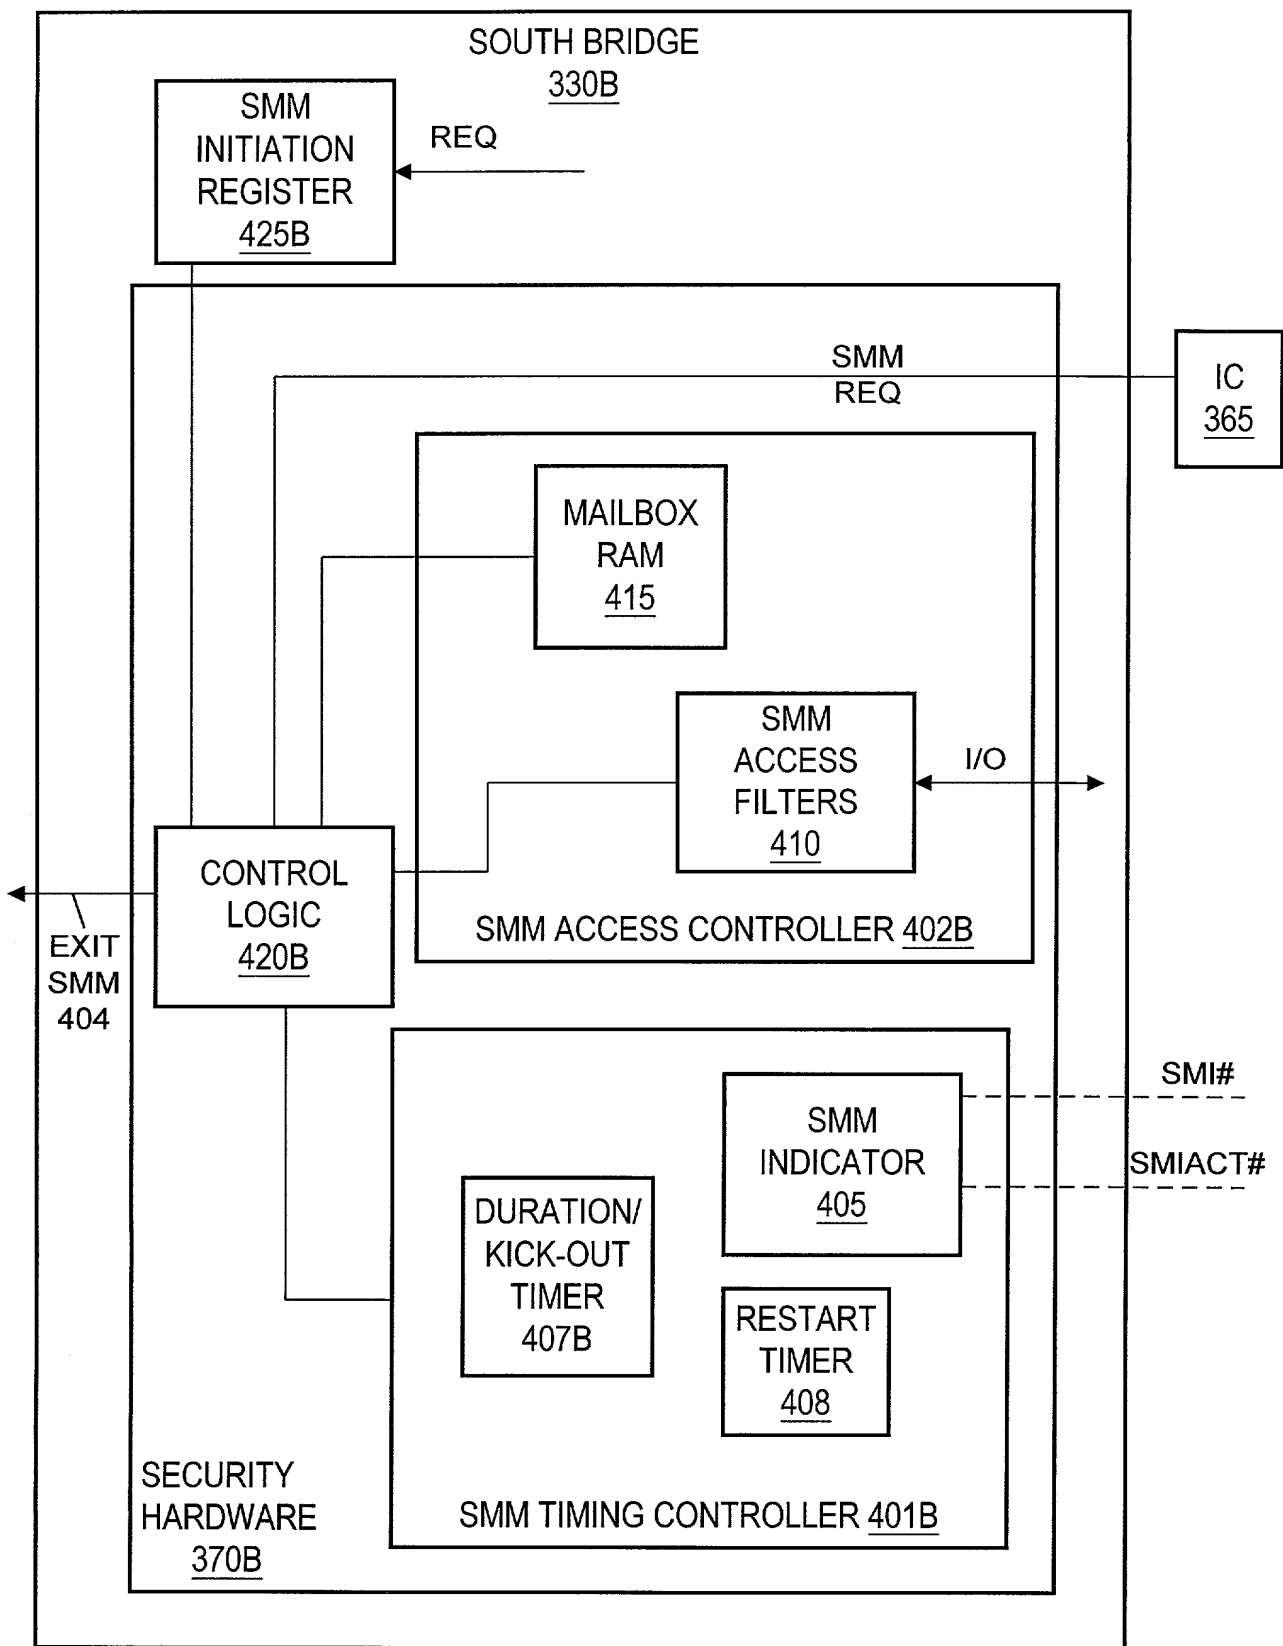 SOUTH BRIDGE
330B
SMM
INITIATION
REGISTER
425B
REQ
SMM
REQ
IC
365
MAILBOX
RAM
415
SMM
ACCESS
FILTERS
410
I/O
SMM ACCESS CONTROLLER 402B
CONTROL
LOGIC
420B
EXIT
SMM
404
SMI#
SMIACT#
SMM
INDICATOR
405
DURATION/
KICK-OUT
TIMER
407B
RESTART
TIMER
408
SMM TIMING CONTROLLER 401B
SECURITY
HARDWARE
370B